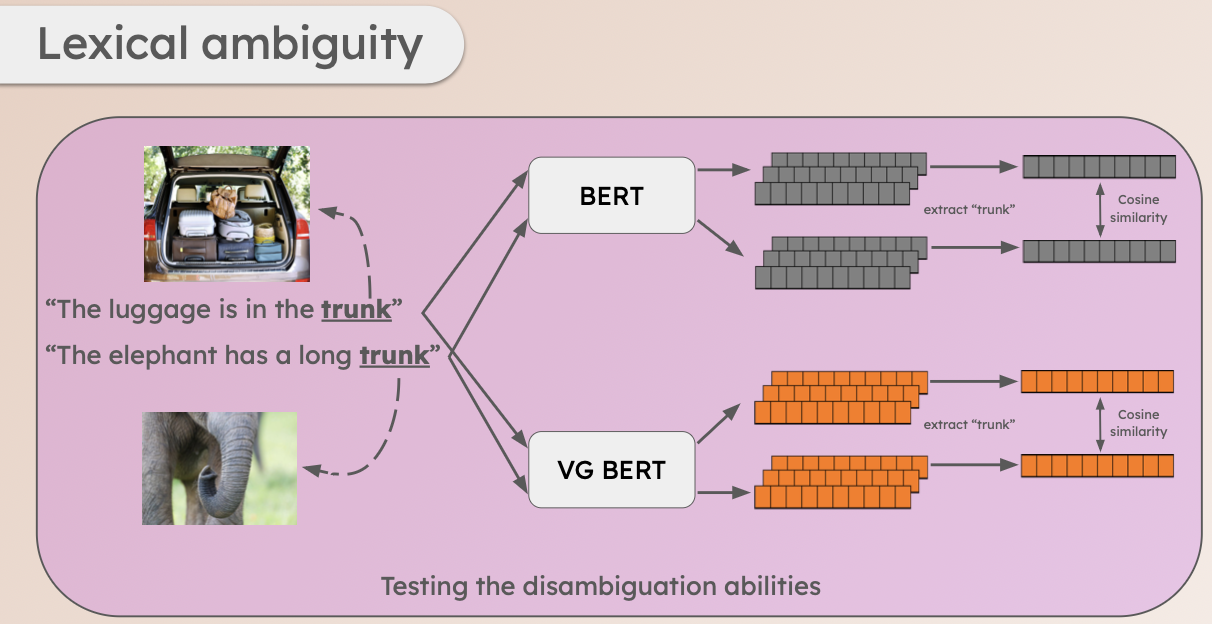 Lexical ambiguity
“The luggage is in the trunk”
“The elephant has a long trunk”
BERT
extract “trunk”
Cosine
similarity
VG BERT
extract “trunk”
Cosine
similarity
Testing the disambiguation abilities